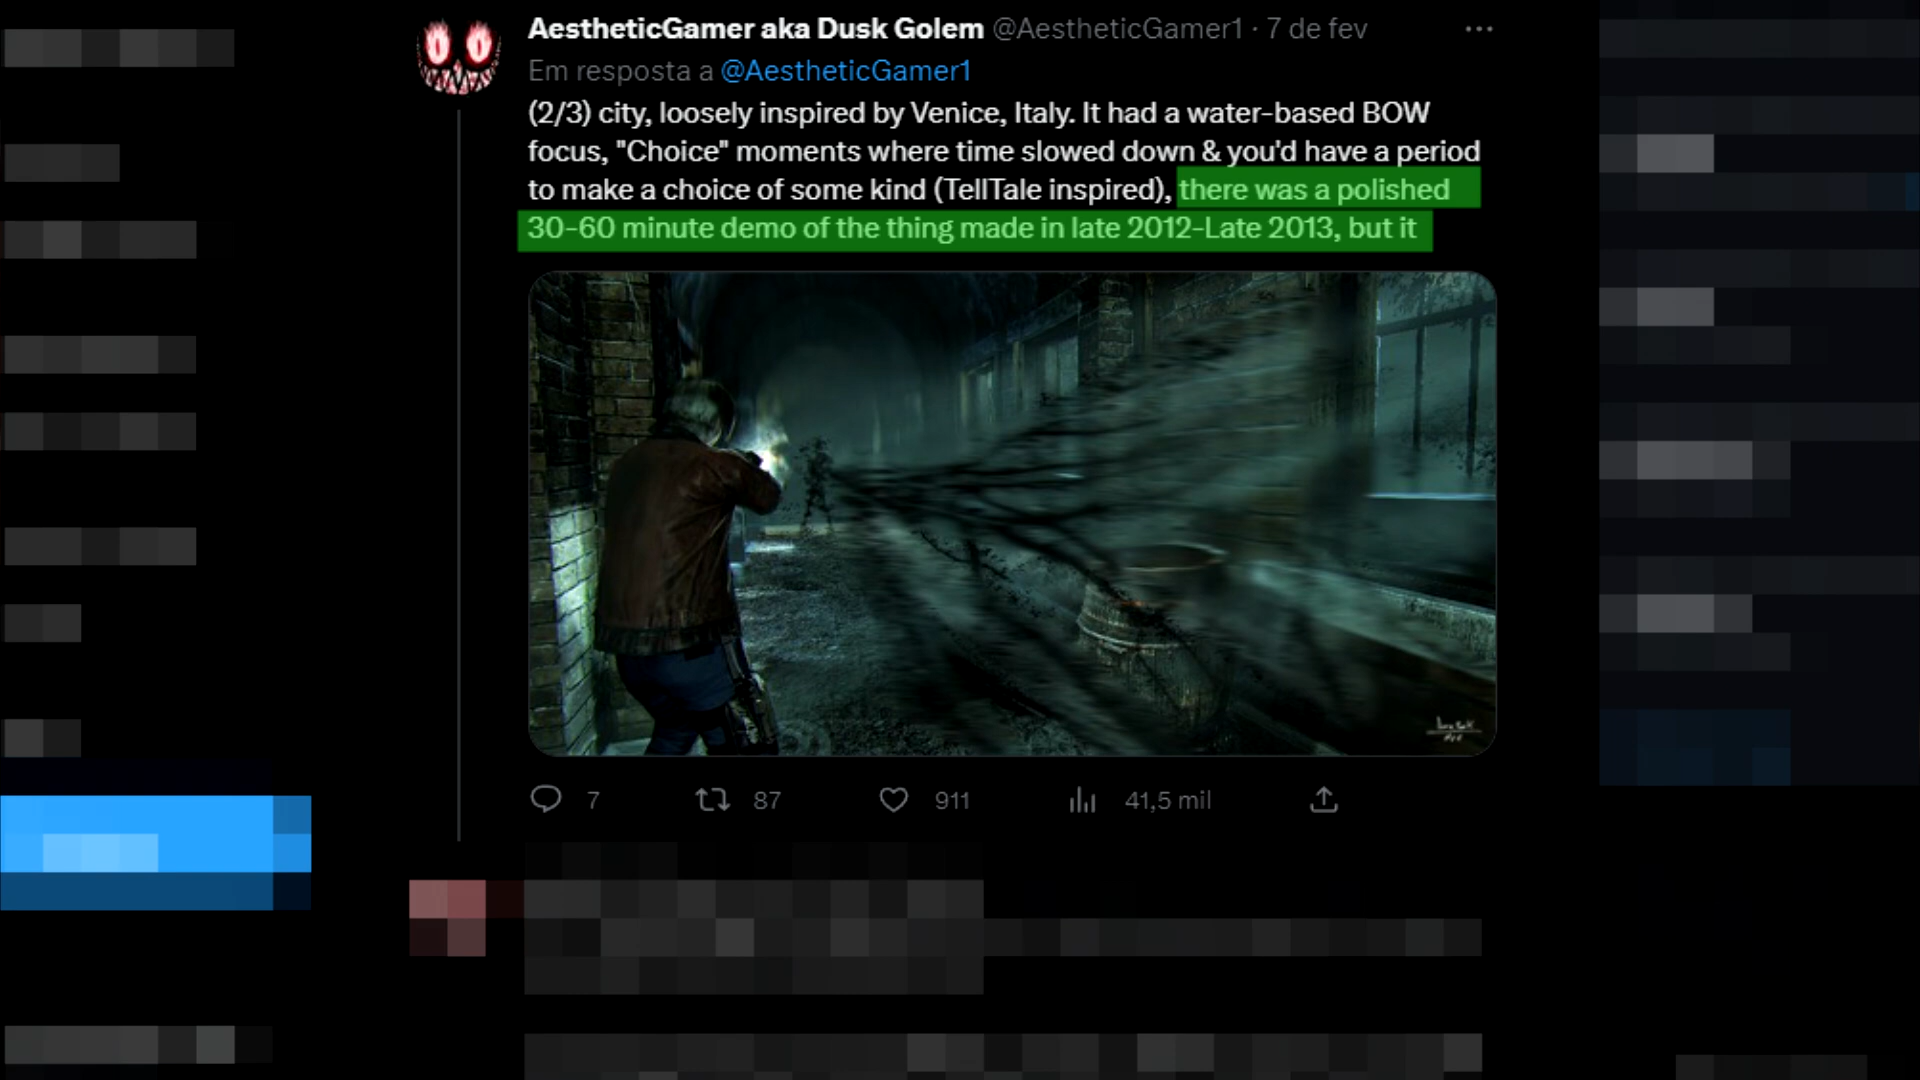 AestheticGamer aka Dusk Golem @AestheticGamer1 · 7 de fev
Em resposta a @AestheticGamer1
(2/3) city, loosely inspired by Venice, Italy. It had a water-based BOW
focus, "Choice" moments where time slowed down & you'd have a period
to make a choice of some kind (TellTale inspired), there was a polished
30-60 minute demo of the thing made in late 2012-Late 2013, but it
7 87 911 41,5 mil